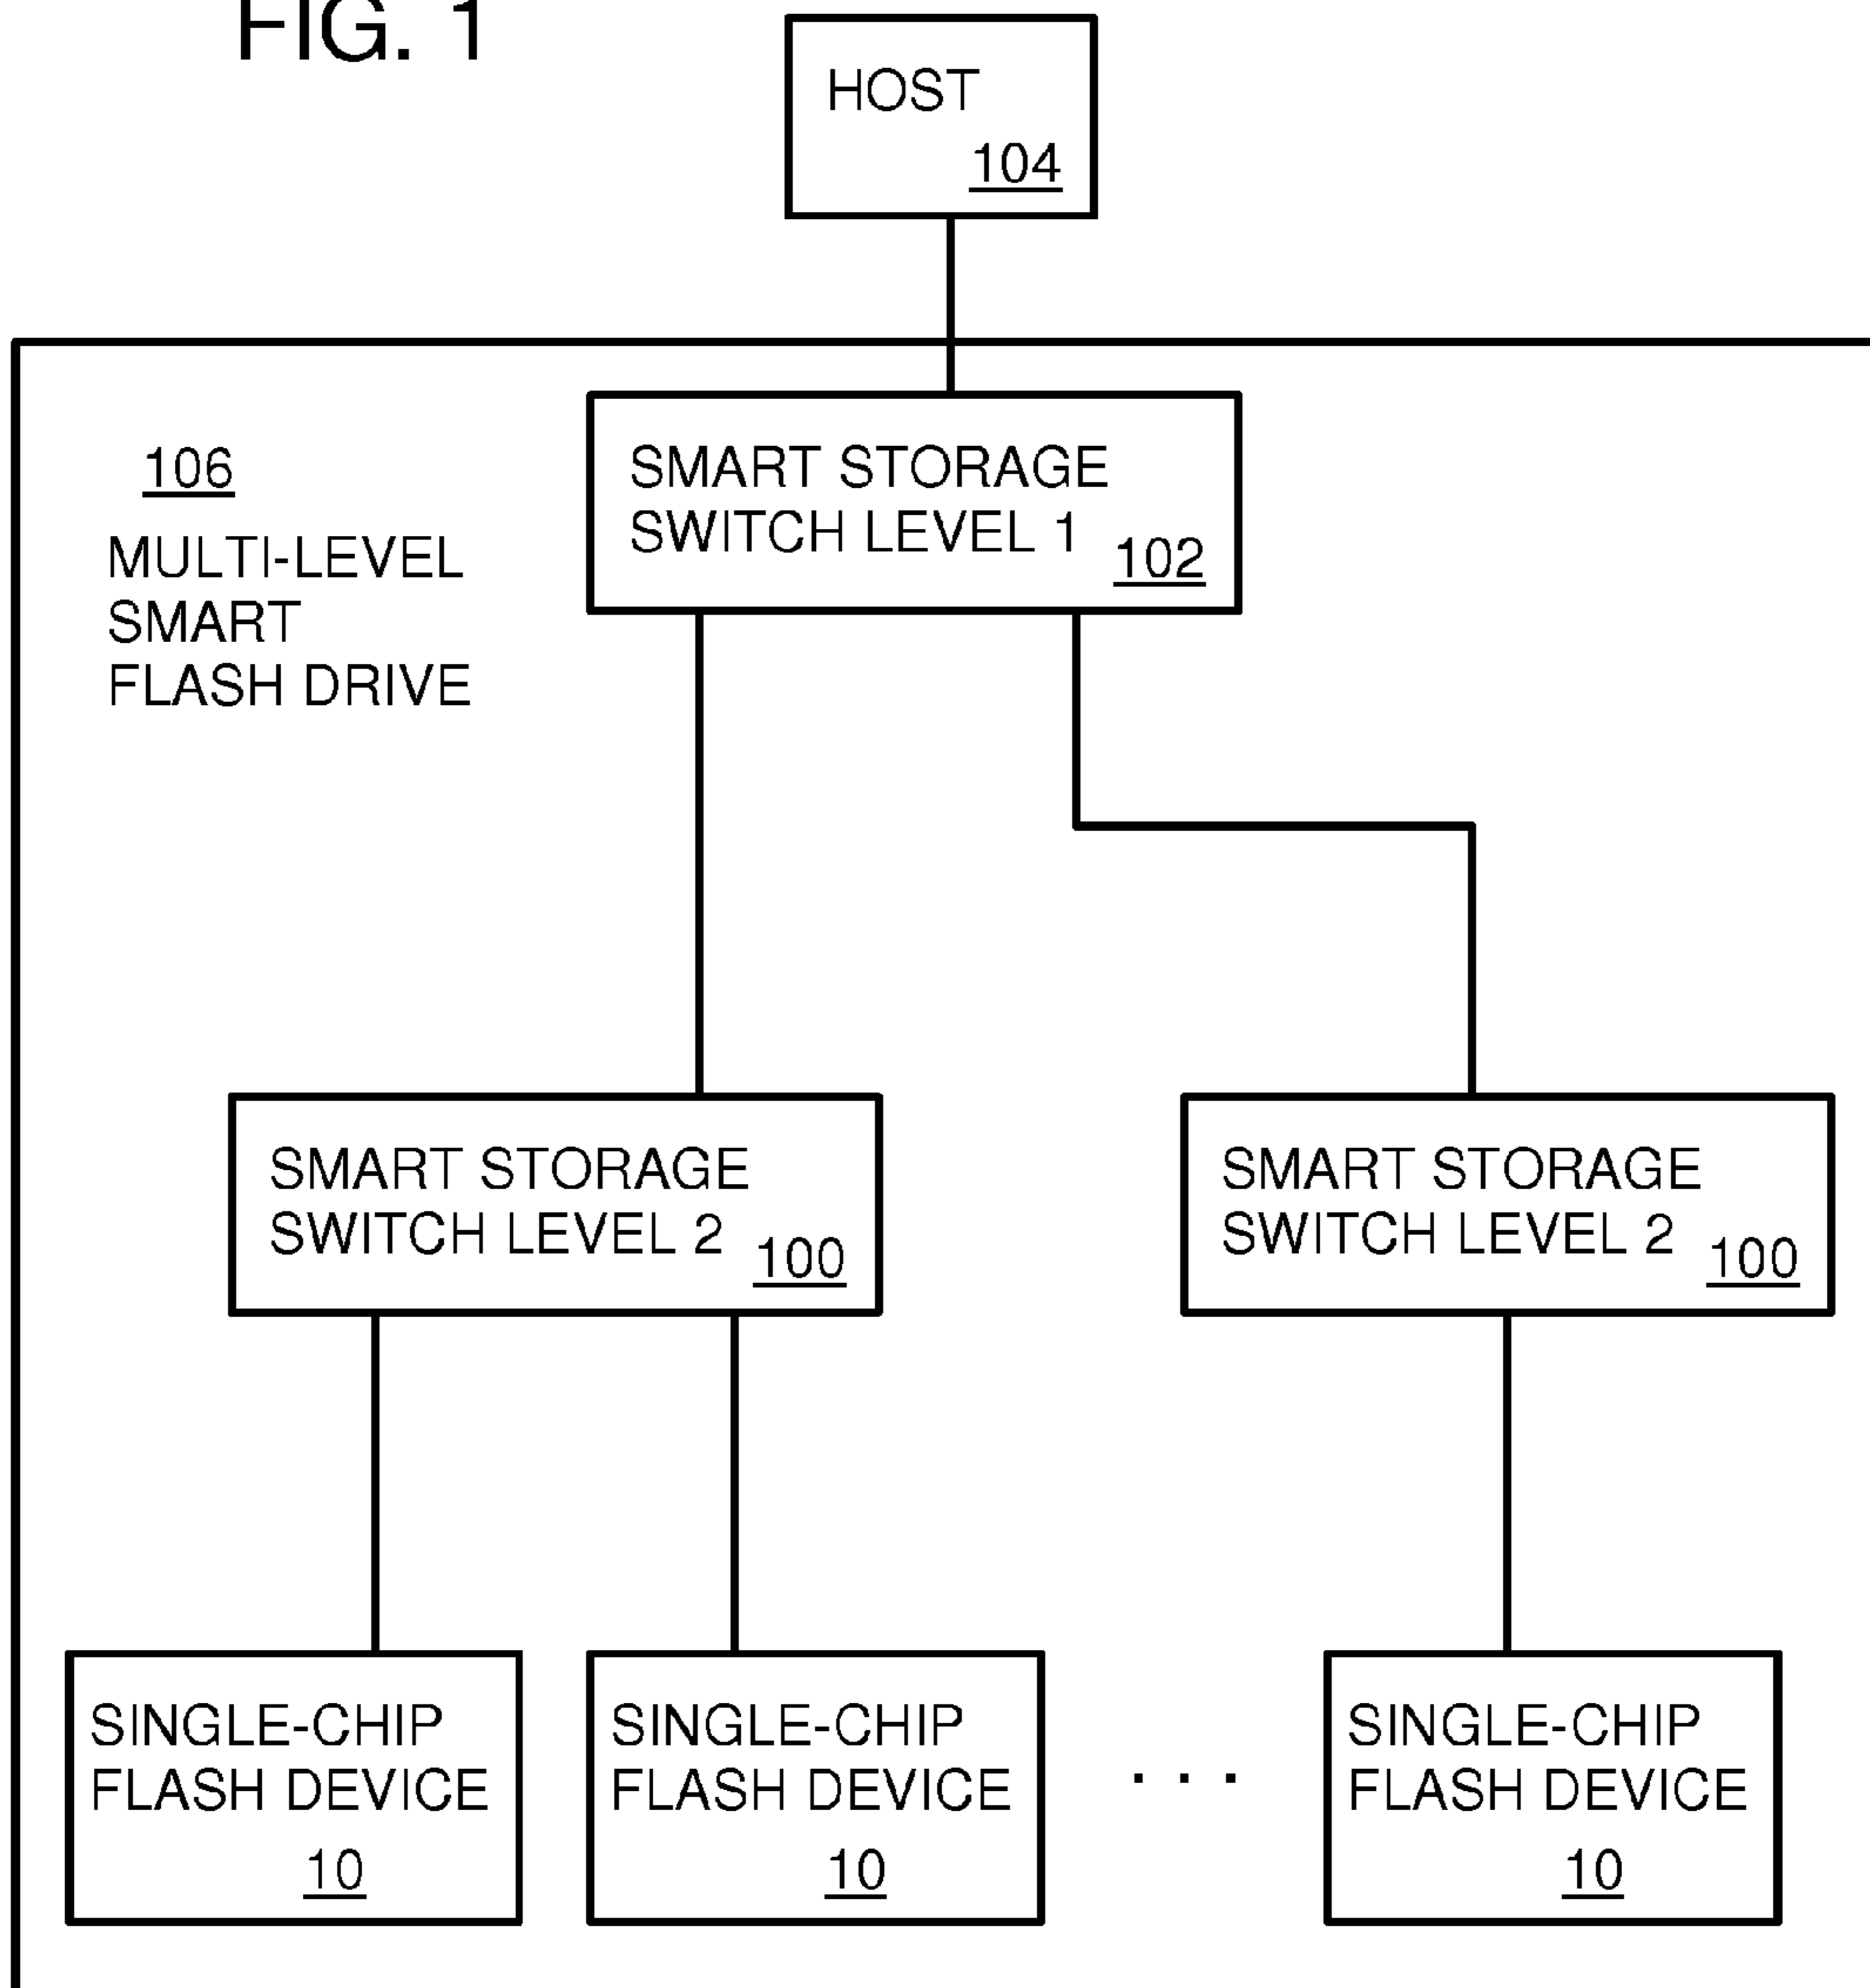 FIG. 1
HOST
104
106
MULTI-LEVEL
SMART
FLASH DRIVE
SMART STORAGE
SWITCH LEVEL 1
102
SMART STORAGE
SWITCH LEVEL 2
100
SMART STORAGE
SWITCH LEVEL 2
100
SINGLE-CHIP
FLASH DEVICE
10
SINGLE-CHIP
FLASH DEVICE
10
. . .
SINGLE-CHIP
FLASH DEVICE
10